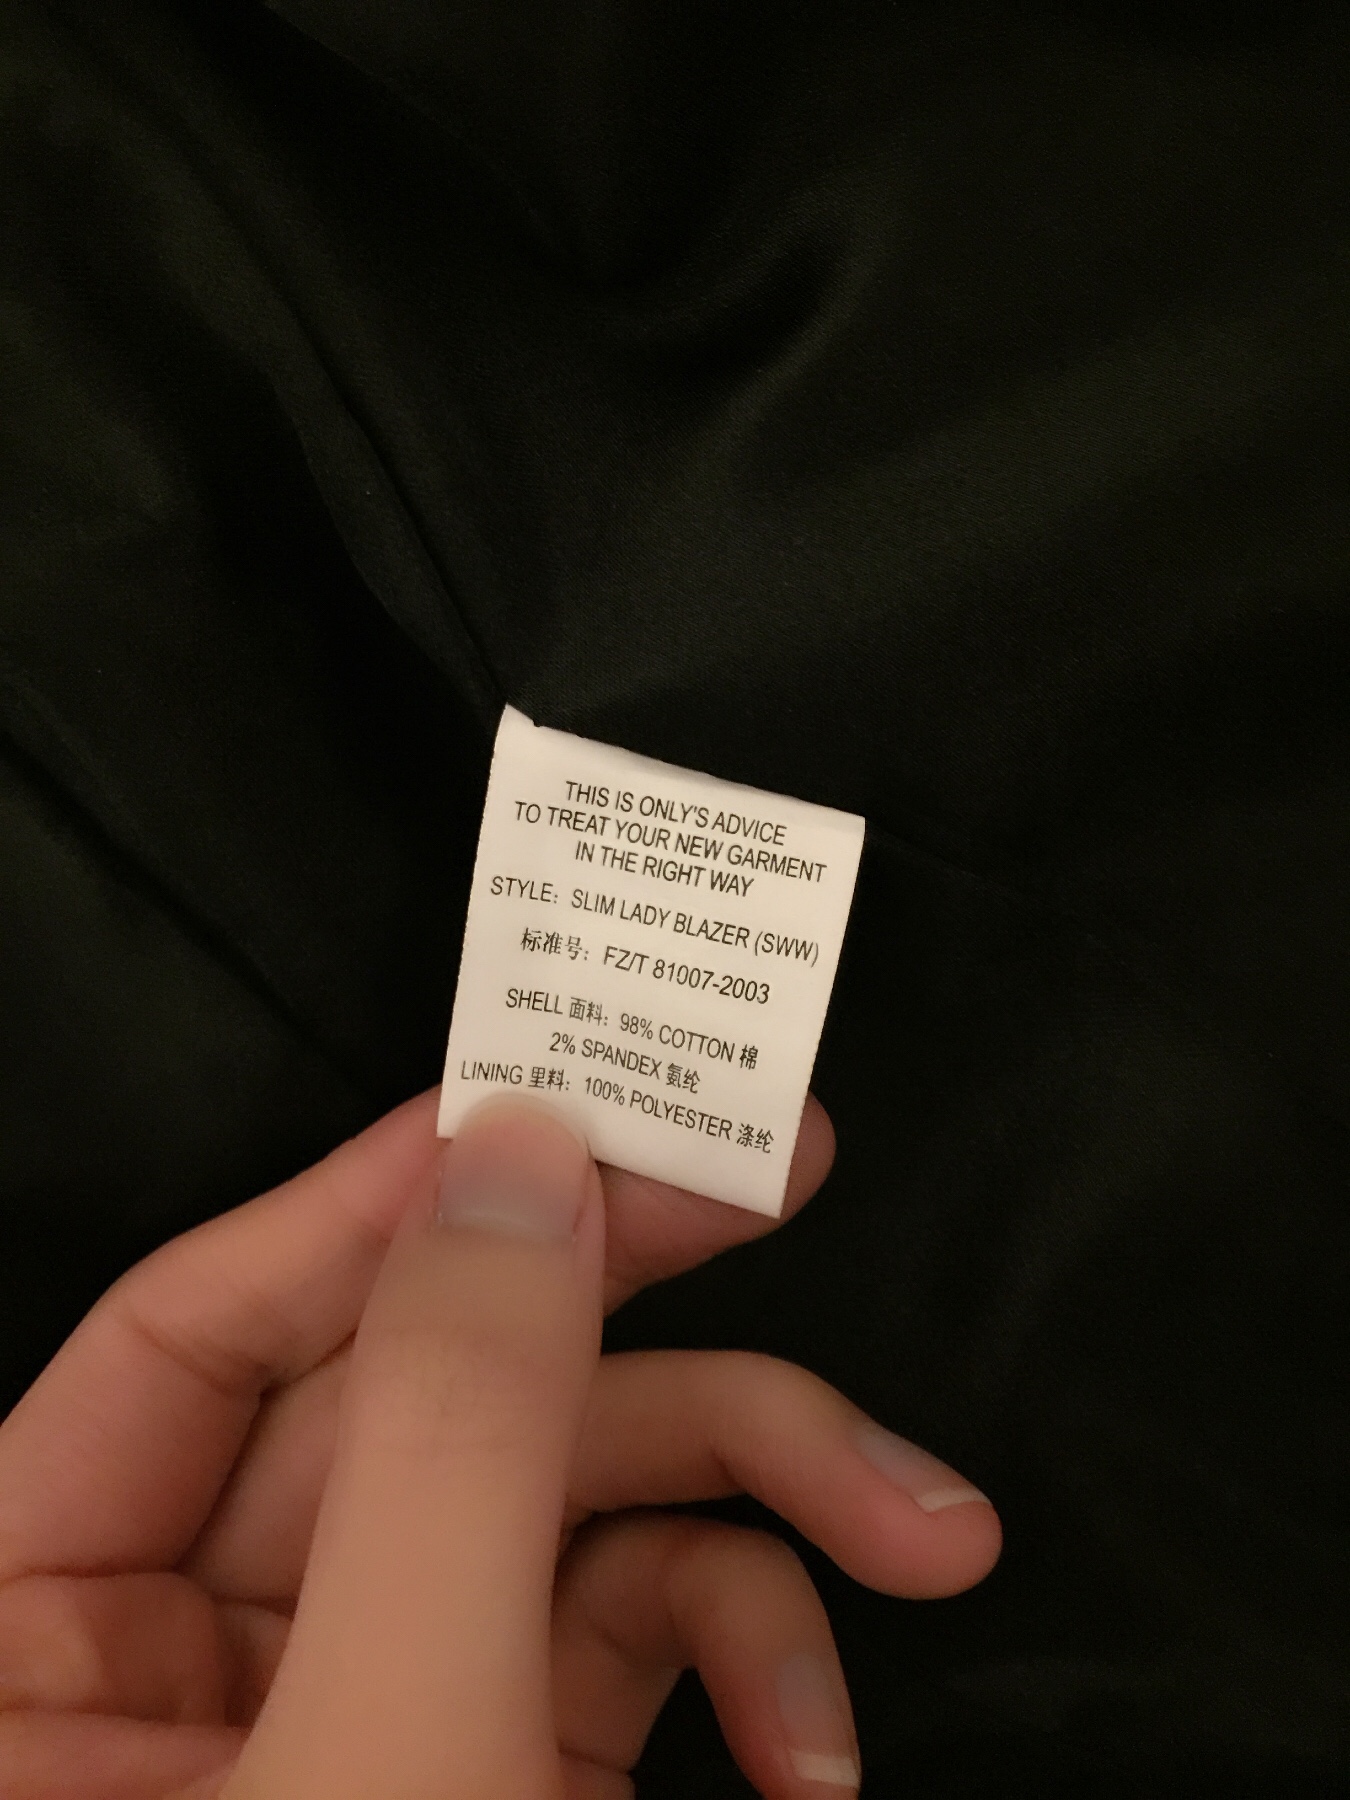 THIS IS ONLY'S ADVICE
TO TREAT YOUR NEW GARMENT
IN THE RIGHT WAY
STYLE: SLIM LADY BLAZER (SWW)
标准号: FZ/T 81007-2003
SHELL 面料: 98% COTTON 棉
2% SPANDEX 氨纶
LINING 里料: 100% POLYESTER 涤纶